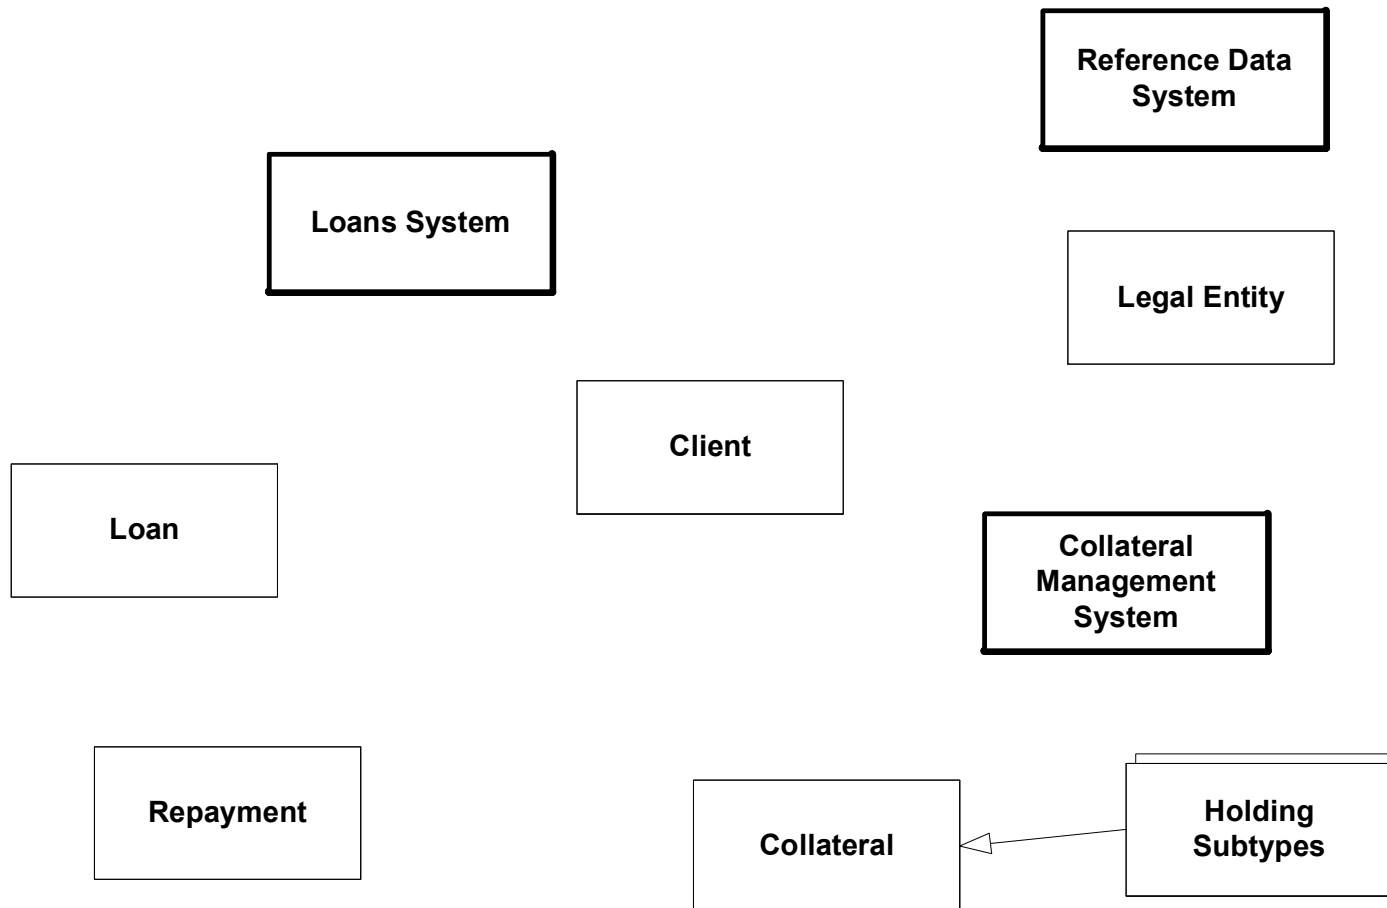 Reference Data
System
Loans System
Legal Entity
Client
Loan
Collateral
Management
System
Repayment
Collateral
Holding
Subtypes